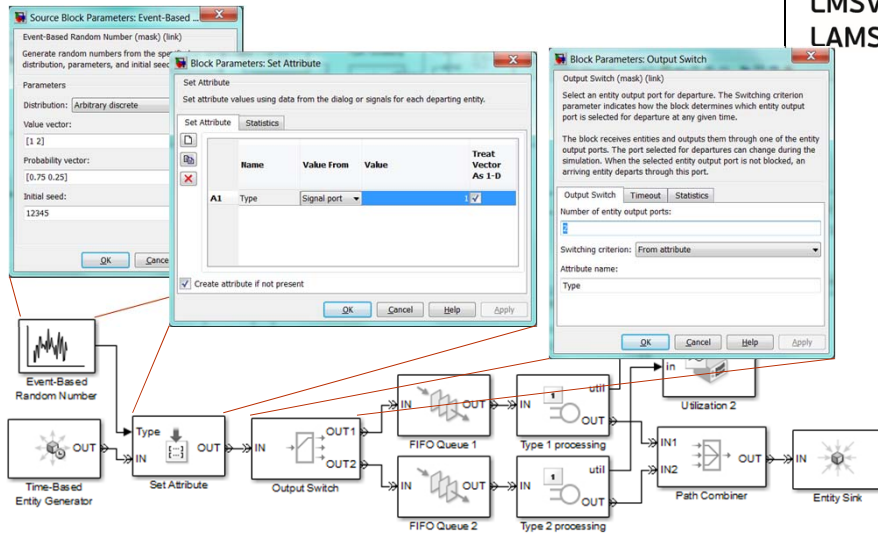 LAMS
Source Block Parameters: Event-Based ...
Event-Based Random Number (mask) (link)
Generate random numbers from the
distribution, parameters, and initial seed
Parameters
Distribution: Arbitrary discrete
Value vector:
[1 2]
Probability vector:
[0.75 0.25]
Initial seed:
12345
OK Cance
Block Parameters: Set Attribute
Set Attribute
Set attribute values using data from the dialog or signals for each departing entity.
Set Attribute Statistics
Name Value From Value Treat
Vector
As 1-D
A1 Type Signal port 1
Create attribute if not present
OK Cancel Help Apply
Block Parameters: Output Switch
Output Switch (mask) (link)
Select an entity output port for departure. The Switching criterion
parameter indicates how the block determines which entity output
port is selected for departure at any given time.
The block receives entities and outputs them through one of the entity
output ports. The port selected for departures can change during the
simulation. When the selected entity output port is not blocked, an
arriving entity departs through this port.
Output Switch Timeout Statistics
Number of entity output ports:
2
Switching criterion: From attribute
Attribute name:
Type
OK Cancel Help Apply
Event-Based
Random Number
Time-Based
Entity Generator
OUT
Type
IN
[...]
OUT
Set Attribute
IN
OUT1
OUT2
Output Switch
IN
OUT
FIFO Queue 1
IN
1
util
OUT
Type 1 processing
in
Utilization 2
IN
OUT
FIFO Queue 2
IN
1
util
OUT
Type 2 processing
IN1
IN2
OUT
Path Combiner
IN
Entity Sink